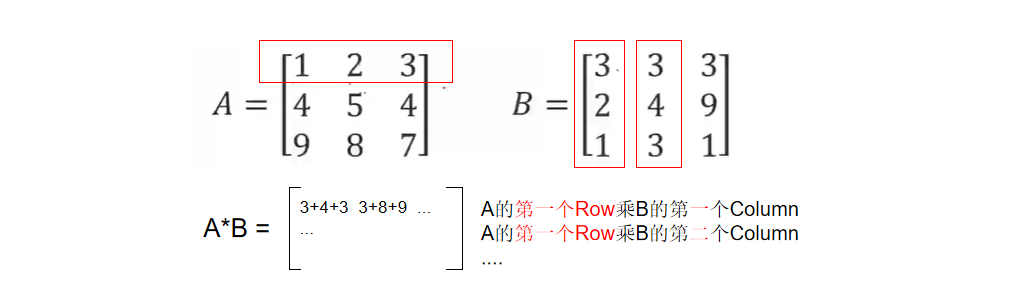 1 2 3 3 3 3
A = 4 5 4 B = 2 4 9
9 8 7 1 3 1
3+4+3 3+8+9 ... A的第一个Row乘B的第一个Column
A*B = ... A的第一个Row乘B的第二个Column
....